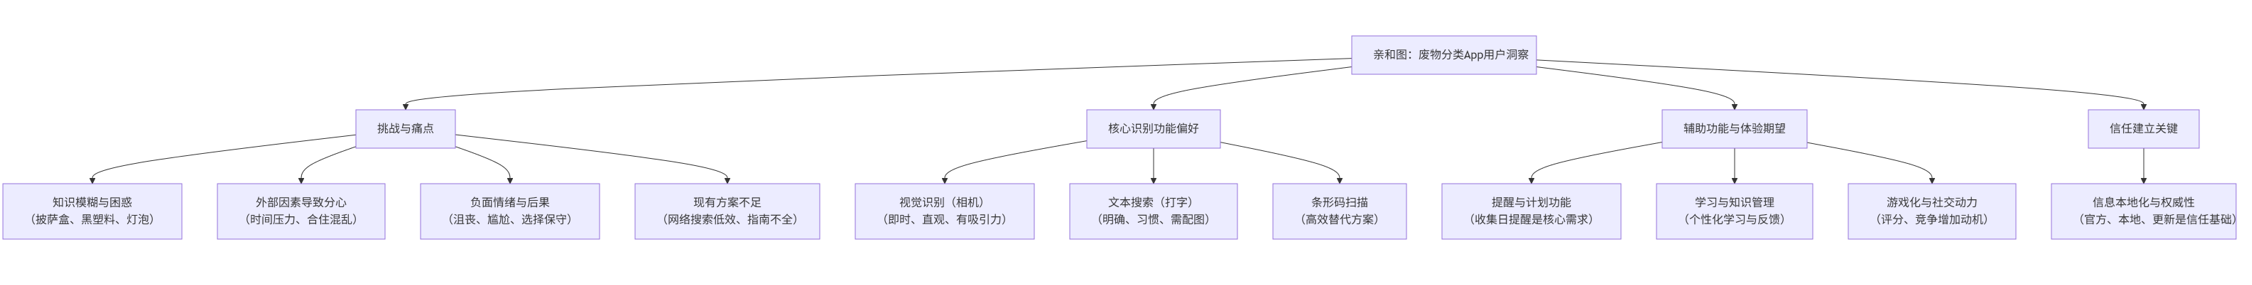 亲和图：废物分类App用户洞察
挑战与痛点
核心识别功能偏好
辅助功能与体验期望
信任建立关键
知识模糊与困惑
（披萨盒、黑塑料、灯泡）
外部因素导致分心
（时间压力、合住混乱）
负面情绪与后果
（沮丧、尴尬、选择保守）
现有方案不足
（网络搜索低效、指南不全）
视觉识别（相机）
（即时、直观、有吸引力）
文本搜索（打字）
（明确、习惯、需配图）
条形码扫描
（高效替代方案）
提醒与计划功能
（收集日提醒是核心需求）
学习与知识管理
（个性化学习与反馈）
游戏化与社交动力
（评分、竞争增加动机）
信息本地化与权威性
（官方、本地、更新是信任基础）